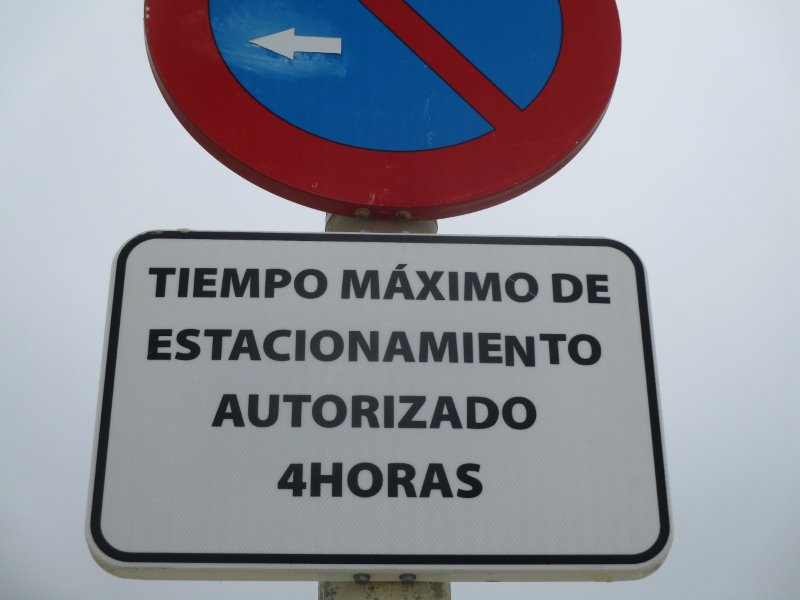 TIEMPO MÁXIMO DE
ESTACIONAMIENTO
AUTORIZADO
4HORAS